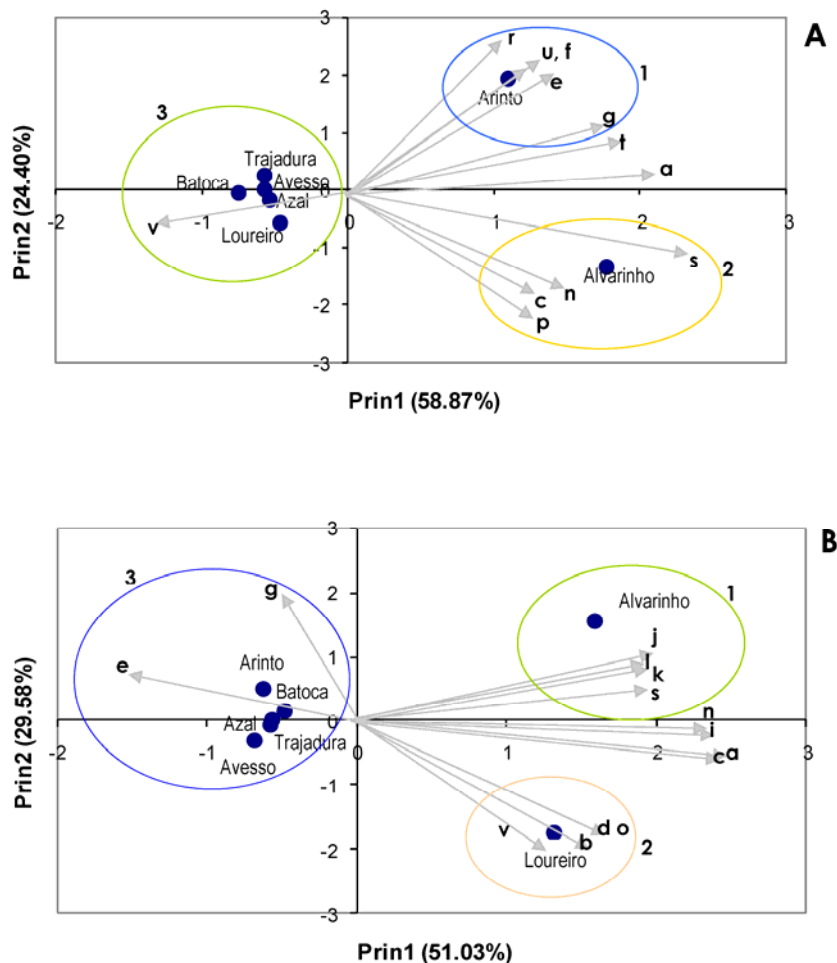 A
3
2
1
0
-1
-2
-3
-2
-1
1
2
3
r
u, f
e
Arinto
1
g
t
a
s
Alvarinho
2
n
c
p
3
Trajadura
Batoca
Avesso
Azal
Loureiro
v
Prin2 (24.40%)
Prin1 (58.87%)
B
3
2
1
0
-1
-2
-3
-2
-1
0
1
2
3
3
g
e
Arinto
Batoca
Azal
Trajadura
Avesso
Alvarinho
1
j
l
k
s
n
i
c a
v
d o
b
Loureiro
2
Prin2 (29.58%)
Prin1 (51.03%)